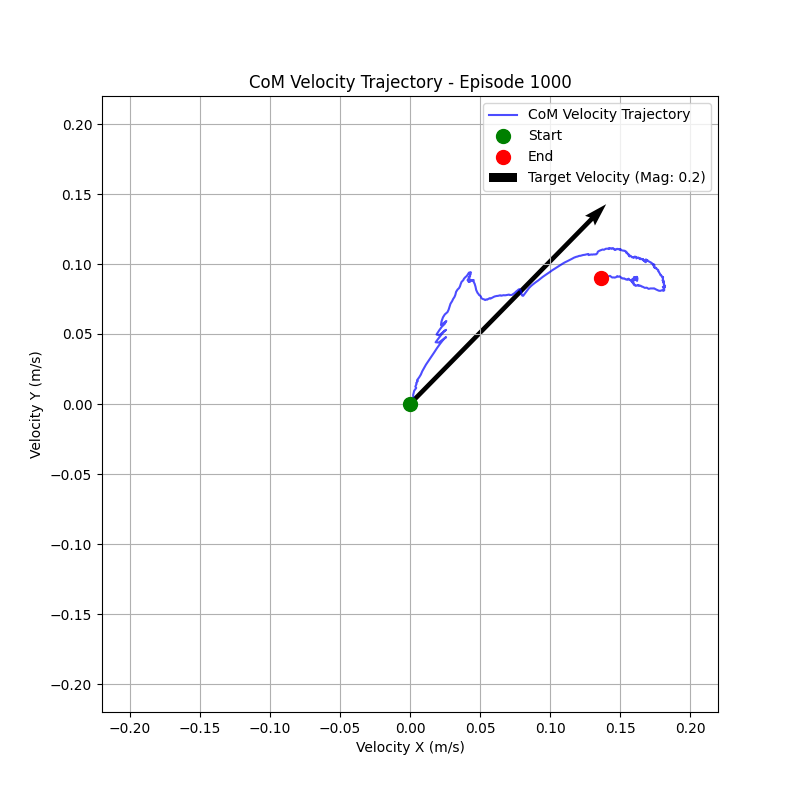 CoM Velocity Trajectory - Episode 1000
CoM Velocity Trajectory
Start
End
Target Velocity (Mag: 0.2)
0.20
0.15
0.10
0.05
0.00
−0.05
−0.10
−0.15
−0.20
Velocity Y (m/s)
−0.20 −0.15 −0.10 −0.05 0.00 0.05 0.10 0.15 0.20
Velocity X (m/s)